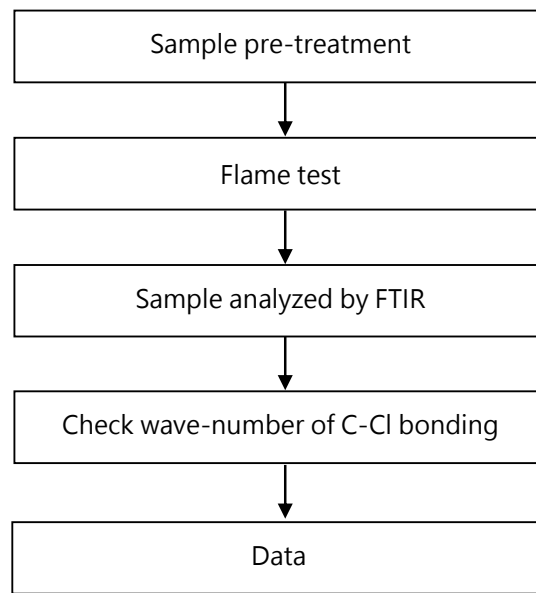 Sample pre-treatment
Flame test
Sample analyzed by FTIR
Check wave-number of C-Cl bonding
Data